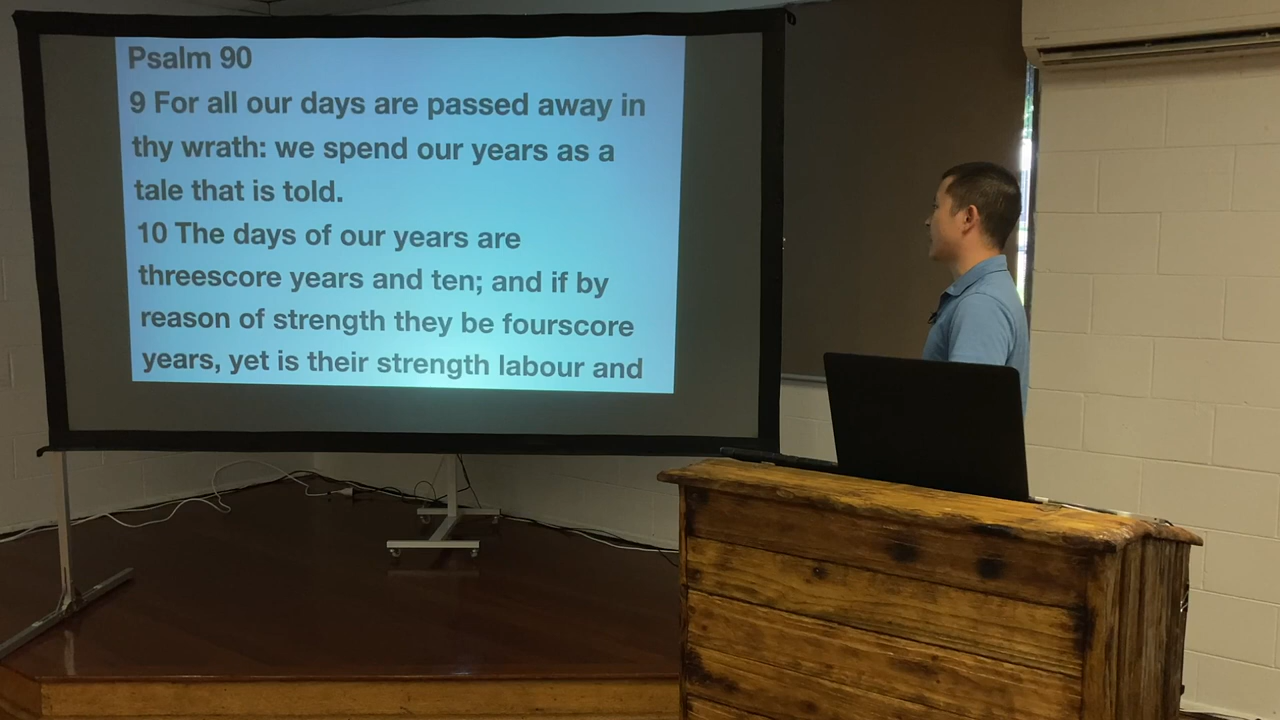 Psalm 90
9 For all our days are passed away in
thy wrath: we spend our years as a
tale that is told.
10 The days of our years are
threescore years and ten; and if by
reason of strength they be fourscore
years, yet is their strength labour and